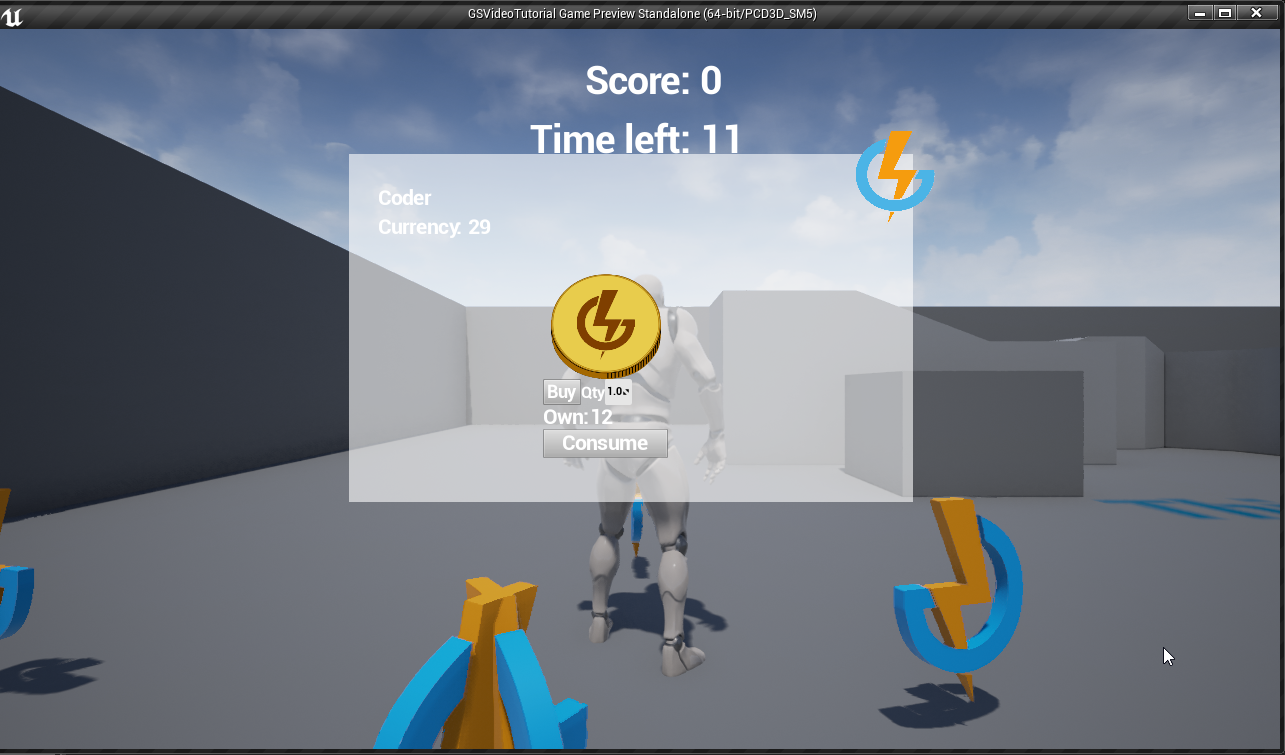 GSVideoTutorial Game Preview Standalone (64-bit/PCD3D_SM5)
Score: 0
Time left: 11
Coder
Currency: 29
Buy Qty 1.0
Own: 12
Consume